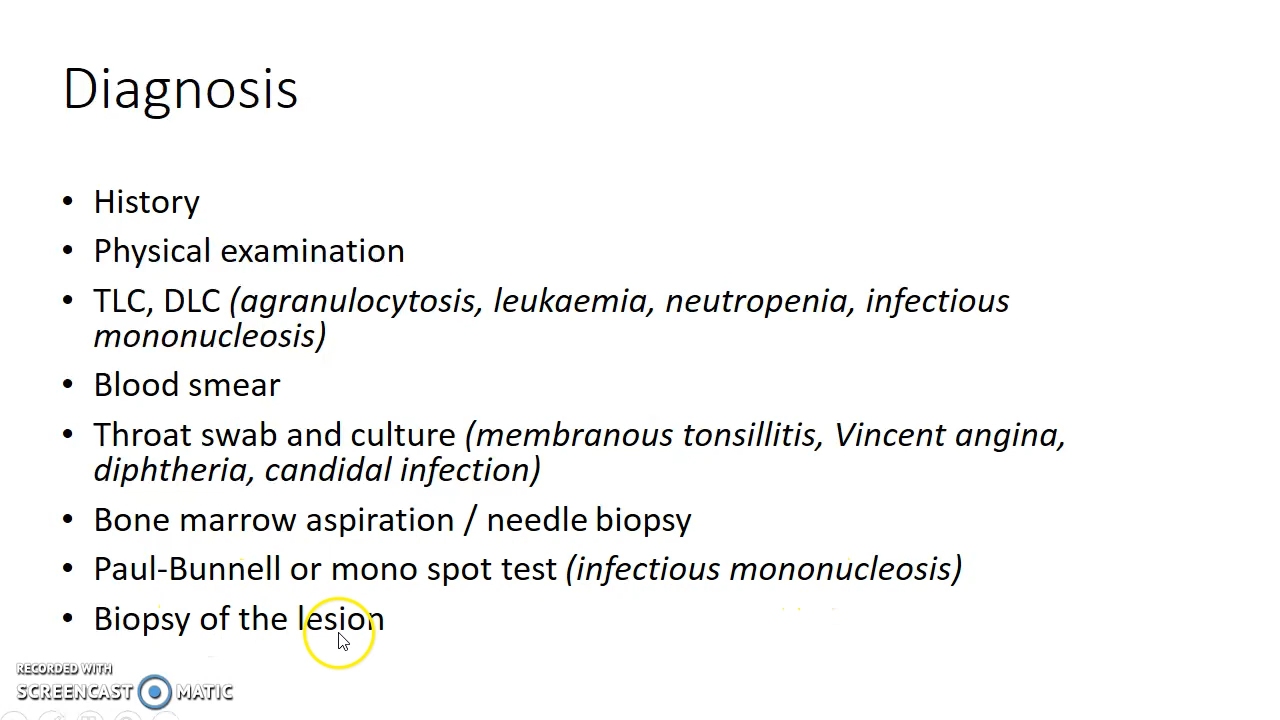 Diagnosis
• History
• Physical examination
• TLC, DLC (agranulocytosis, leukaemia, neutropenia, infectious
mononucleosis)
• Blood smear
• Throat swab and culture (membranous tonsillitis, Vincent angina,
diphtheria, candidal infection)
• Bone marrow aspiration / needle biopsy
• Paul-Bunnell or mono spot test (infectious mononucleosis)
• Biopsy of the lesion
RECORDED WITH
SCREENCAST MATIC